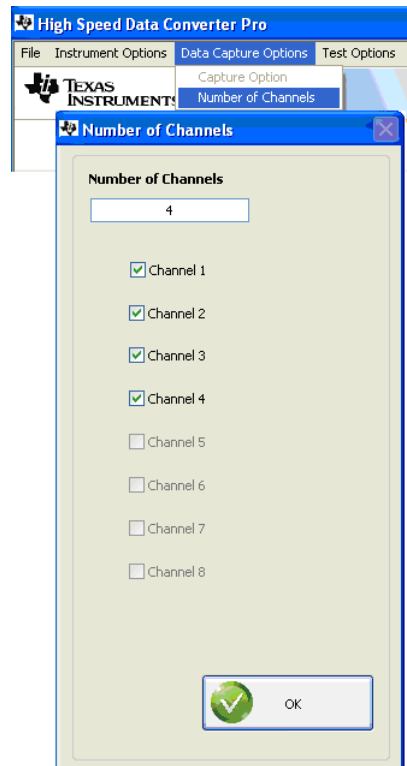 High Speed Data Converter Pro
File Instrument Options Data Capture Options Test Options
Capture Option
Number of Channels
TEXAS
INSTRUMENTS
Number of Channels
Number of Channels
4
Channel 1
Channel 2
Channel 3
Channel 4
Channel 5
Channel 6
Channel 7
Channel 8
OK